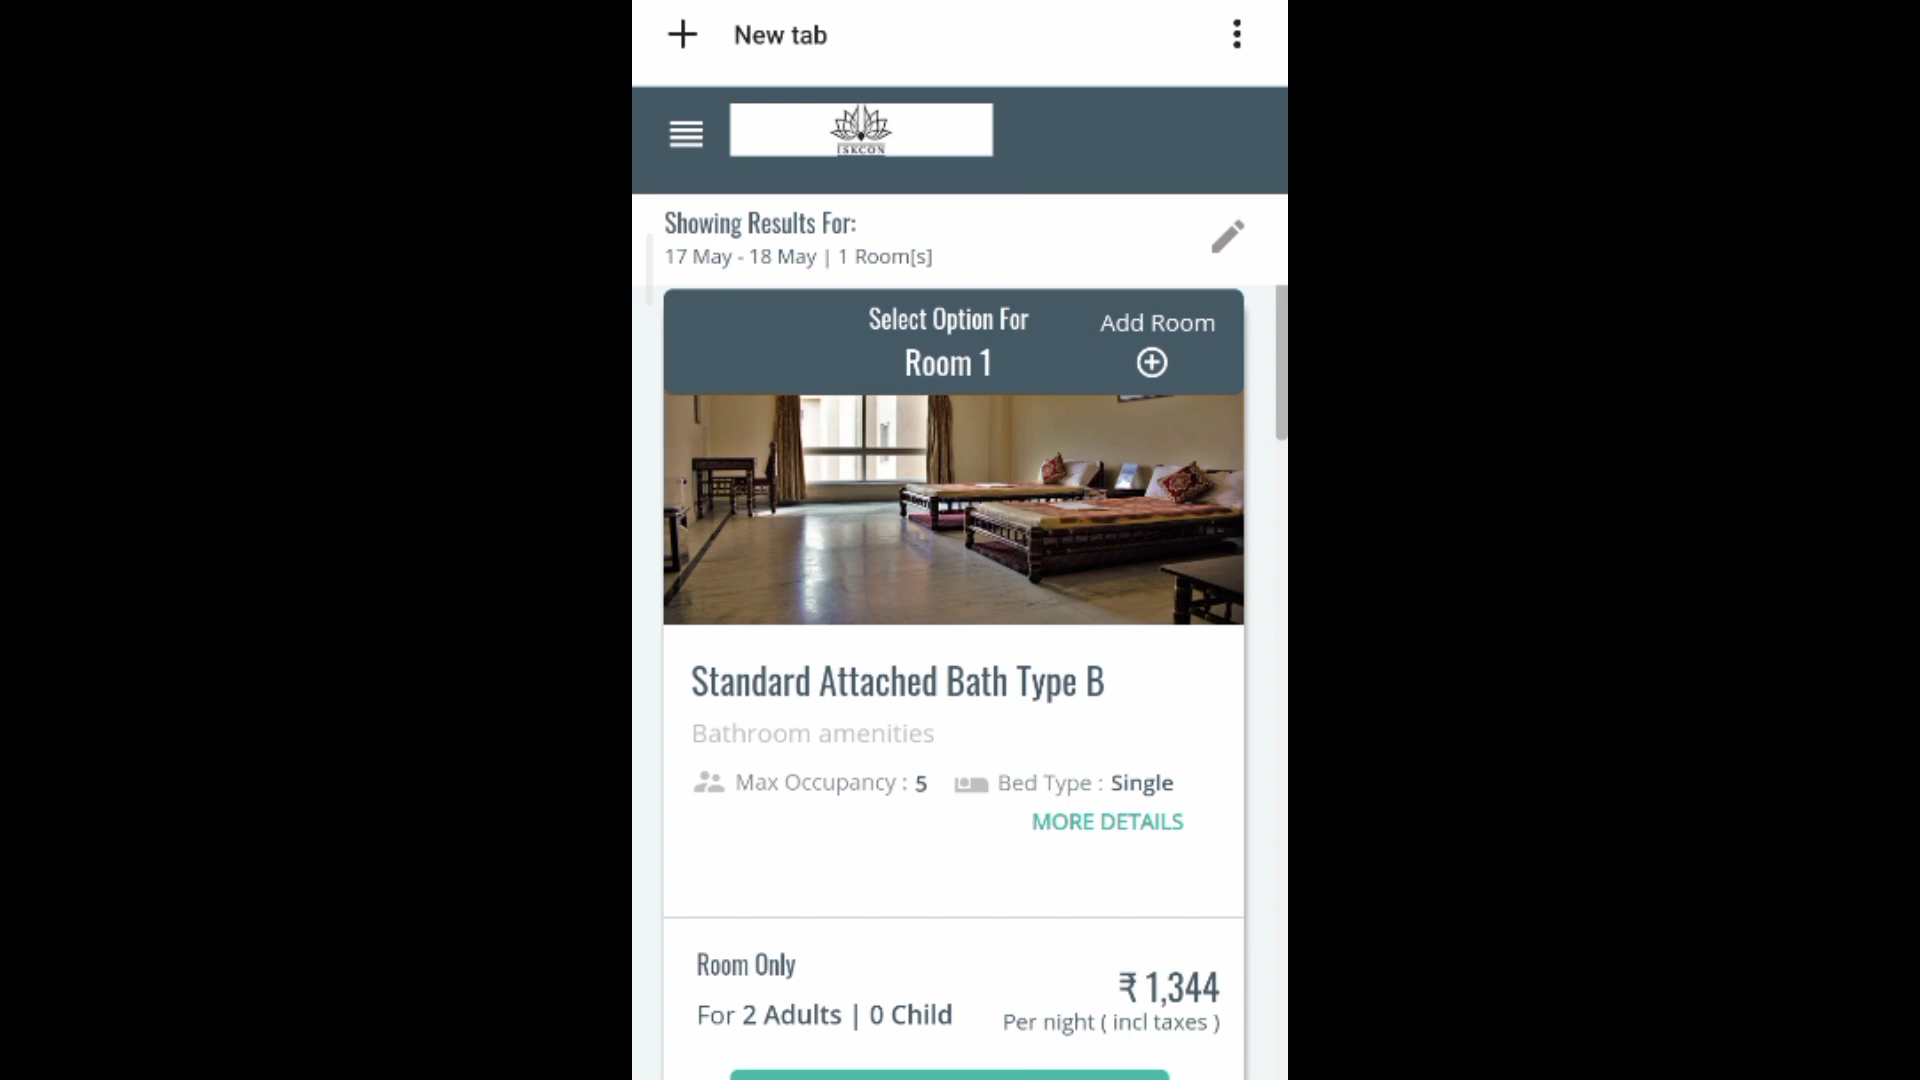 New tab
ISKCON
Showing Results For:
17 May - 18 May | 1 Room[s]
Select Option For
Add Room
Room 1
Standard Attached Bath Type B
Bathroom amenities
Max Occupancy : 5 Bed Type : Single
MORE DETAILS
Room Only
₹ 1,344
For 2 Adults | 0 Child
Per night ( incl taxes )